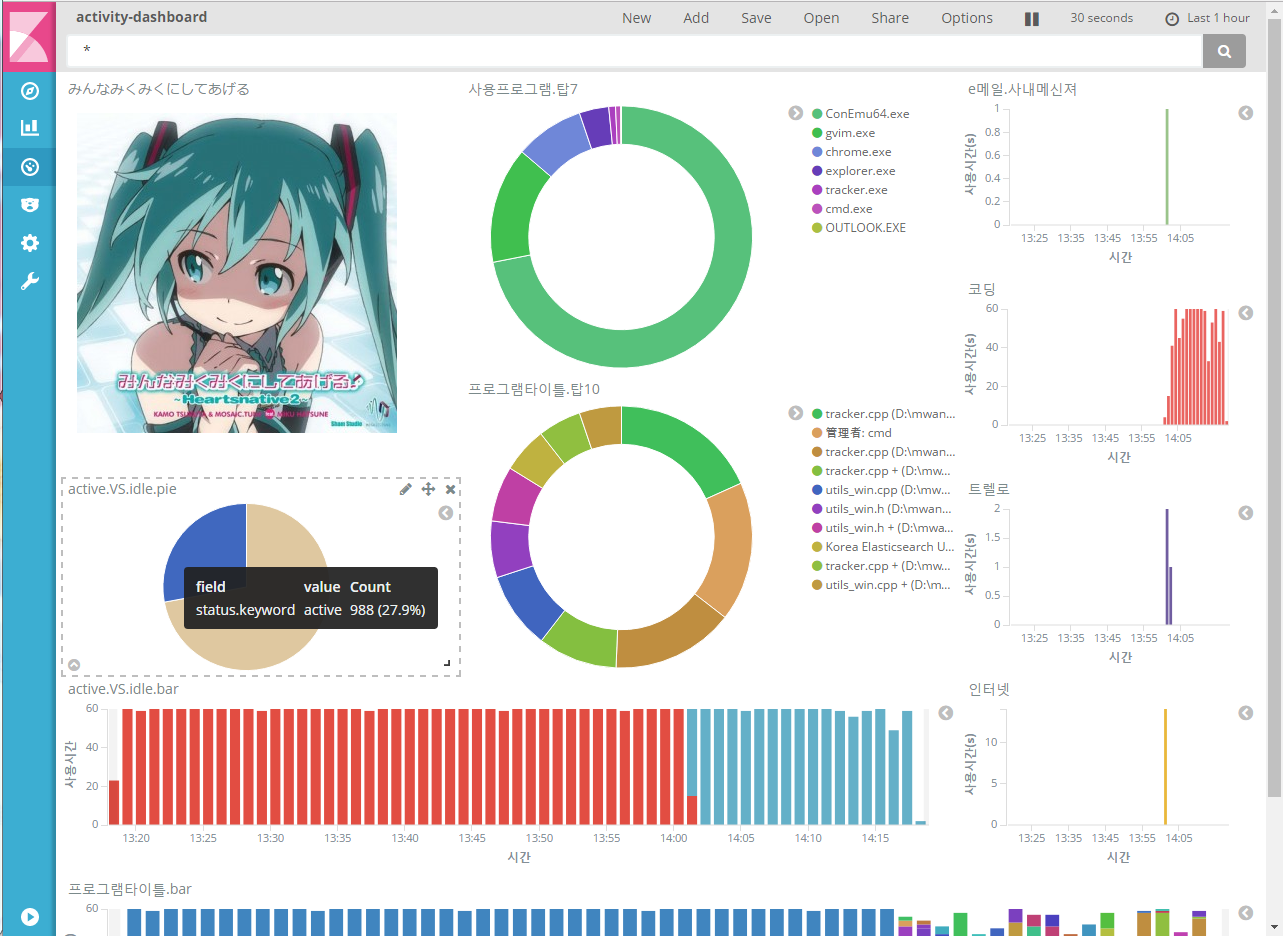 activity-dashboard
New Add Save Open Share Options 30 seconds Last 1 hour
*
みんなみくみくにしてあげる
みんなみくみくにしてあげる!
~Heartsnative2~
사용프로그램.탑7
ConEmu64.exe
gvim.exe
chrome.exe
explorer.exe
tracker.exe
cmd.exe
OUTLOOK.EXE
e메일.사내메신져
사용시간(s)
1
0.8
0.6
0.4
0.2
0
13:25 13:35 13:45 13:55 14:05
시간
코딩
사용시간(s)
60
40
20
0
13:25 13:35 13:45 13:55 14:05
시간
프로그램타이틀.탑10
tracker.cpp (D:\mwan...
管理者: cmd
tracker.cpp (D:\mwan...
tracker.cpp + (D:\mw...
utils_win.cpp (D:\mw...
utils_win.h (D:\mwan...
utils_win.h + (D:\mwa...
Korea Elasticsearch U...
tracker.cpp + (D:\mw...
utils_win.cpp + (D:\m...
active.VS.idle.pie
field value Count
status.keyword active 988 (27.9%)
트렐로
사용시간(s)
2
1.5
1
0.5
0
13:25 13:35 13:45 13:55 14:05
시간
active.VS.idle.bar
사용시간
60
40
20
0
13:20 13:25 13:30 13:35 13:40 13:45 13:50 13:55 14:00 14:05 14:10 14:15
시간
인터넷
사용시간(s)
10
5
0
13:25 13:35 13:45 13:55 14:05
시간
프로그램타이틀.bar
60